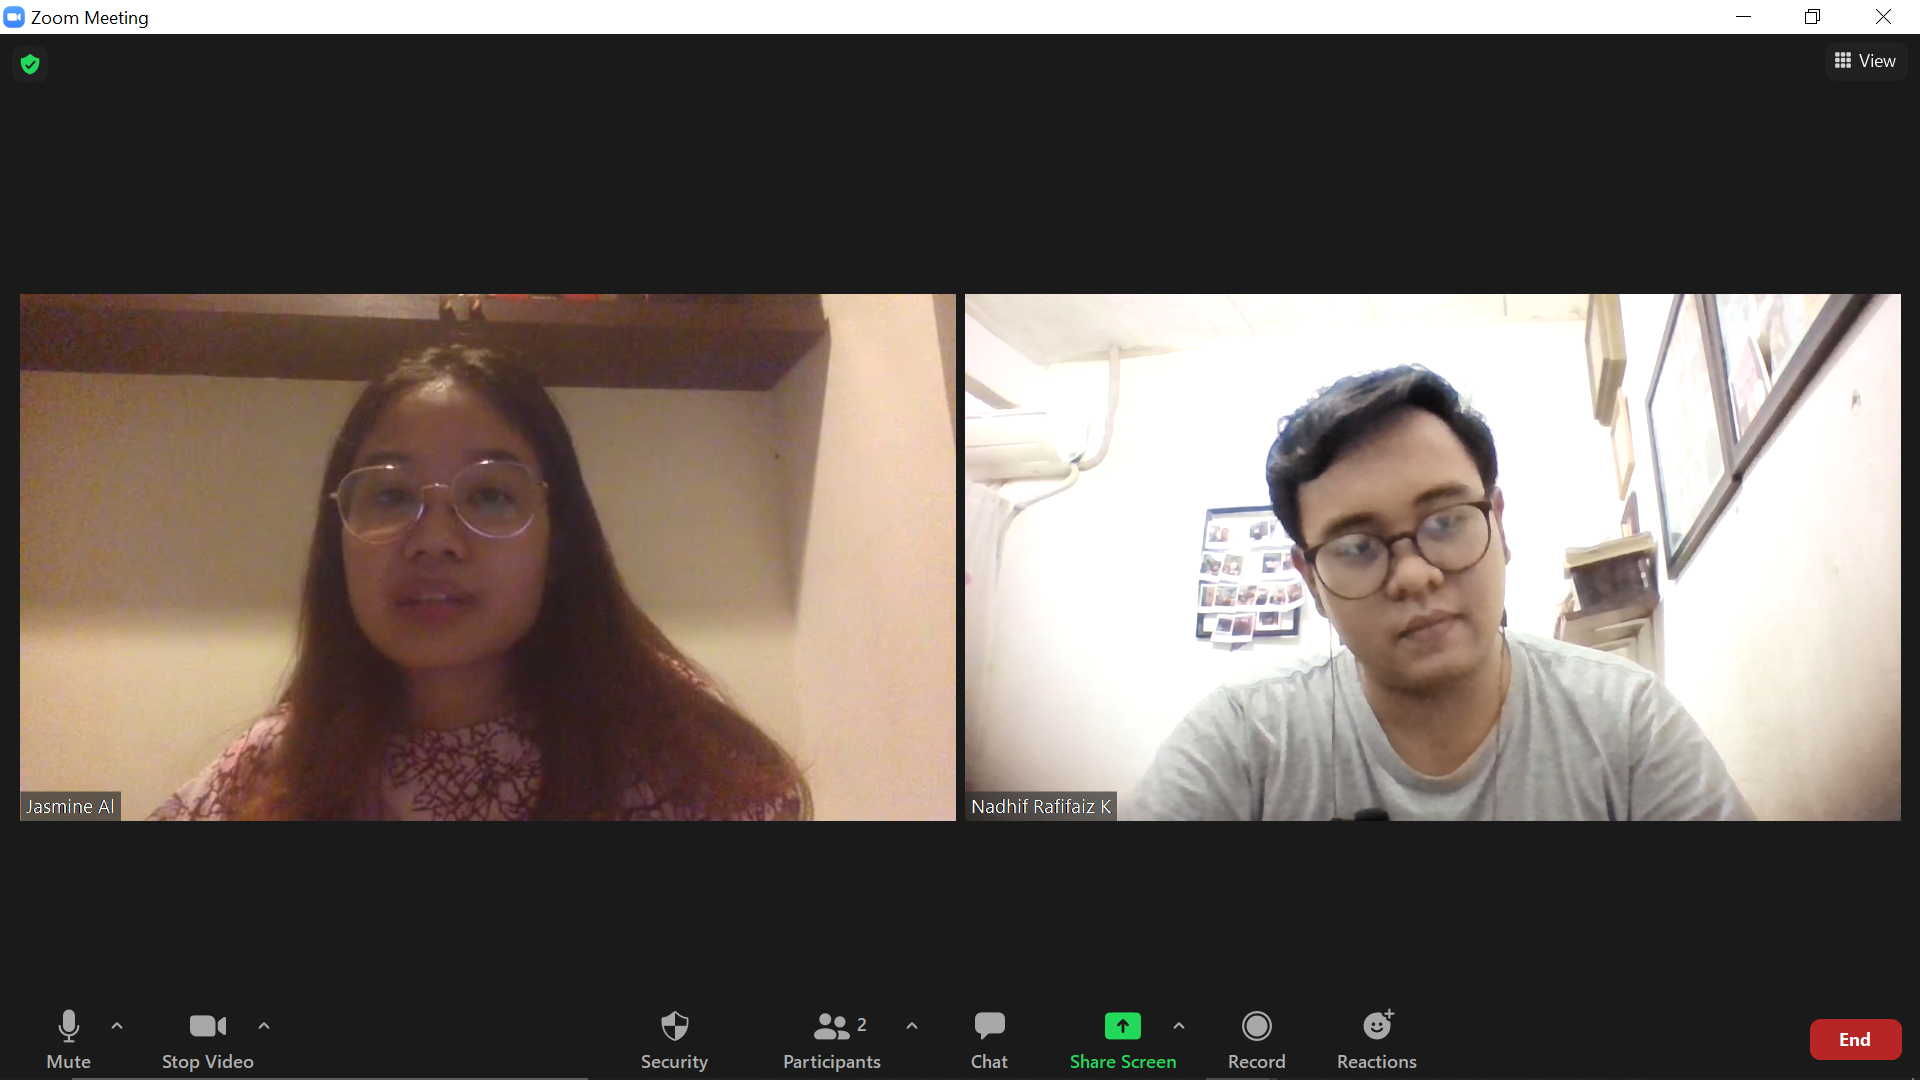 Zoom Meeting
View
Jasmine Al
Nadhif Rafifaiz K
Mute
Stop Video
Security
2
Participants
Chat
Share Screen
Record
Reactions
End